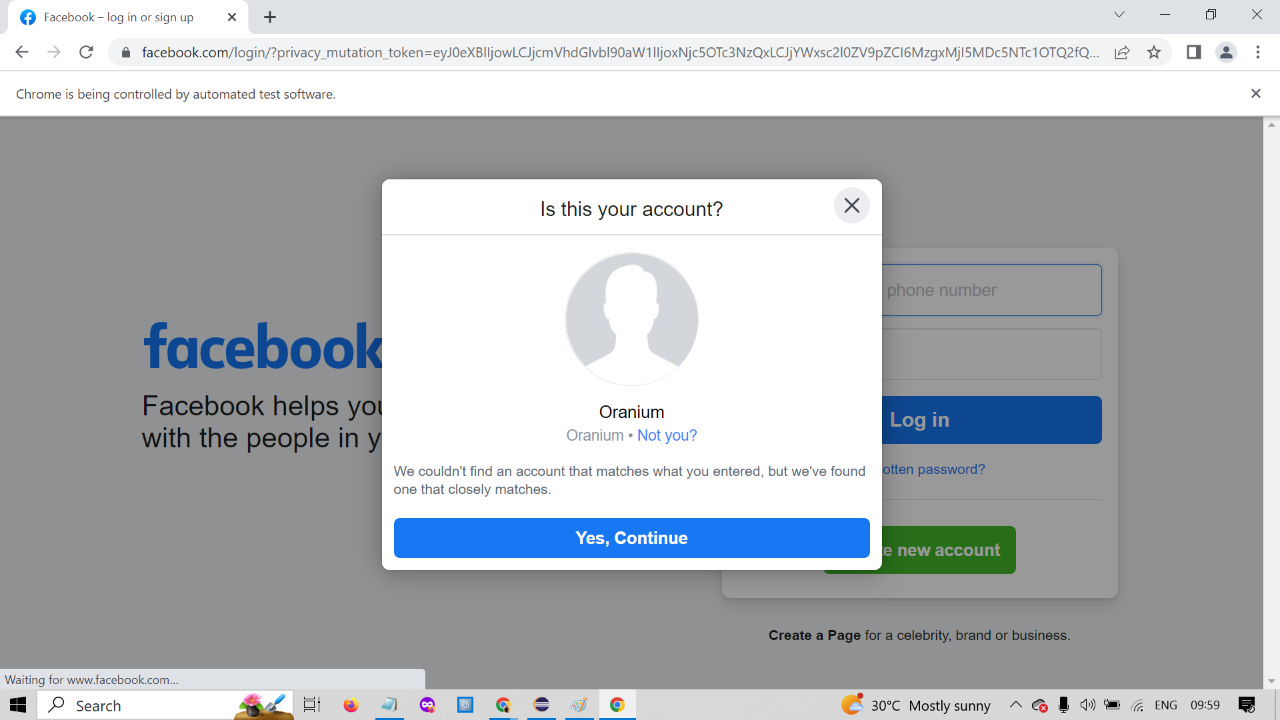 Facebook – log in or sign up
facebook.com/login/?privacy_mutation_token=eyJ0eXBlIjowLCJjcmVhdGlvbl90aW1lIjoxNjc5OTc3NzQxLCJjYWxsc2l0ZV9pZCI6MzgxMjI5MDc5NTc1OTQ2fQ...
Chrome is being controlled by automated test software.
Is this your account?
phone number
facebook
Facebook helps you
with the people in y
Oranium
Oranium • Not you?
Log in
We couldn't find an account that matches what you entered, but we've found
one that closely matches.
otten password?
Yes, Continue
e new account
Create a Page for a celebrity, brand or business.
Waiting for www.facebook.com...
Search
30°C Mostly sunny
ENG
09:59